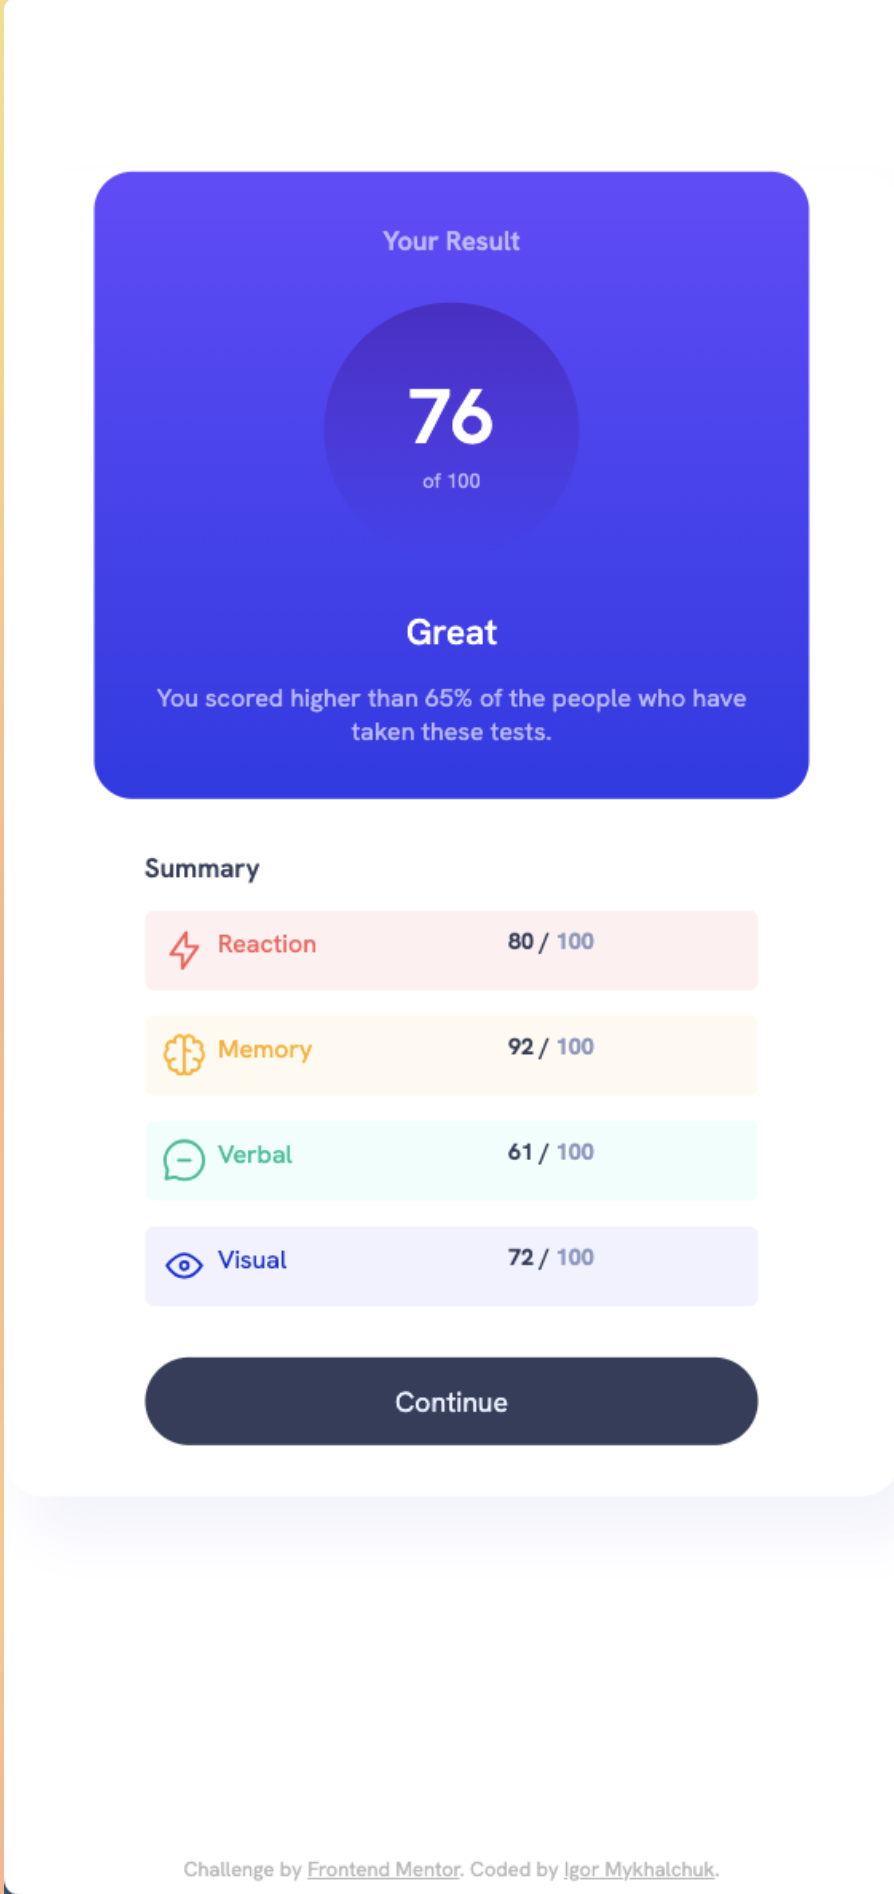 Your Result
76
of 100
Great
You scored higher than 65% of the people who have
taken these tests.
Summary
Reaction 80 / 100
Memory 92 / 100
Verbal 61 / 100
Visual 72 / 100
Continue
Challenge by Frontend Mentor. Coded by Igor Mykhalchuk.